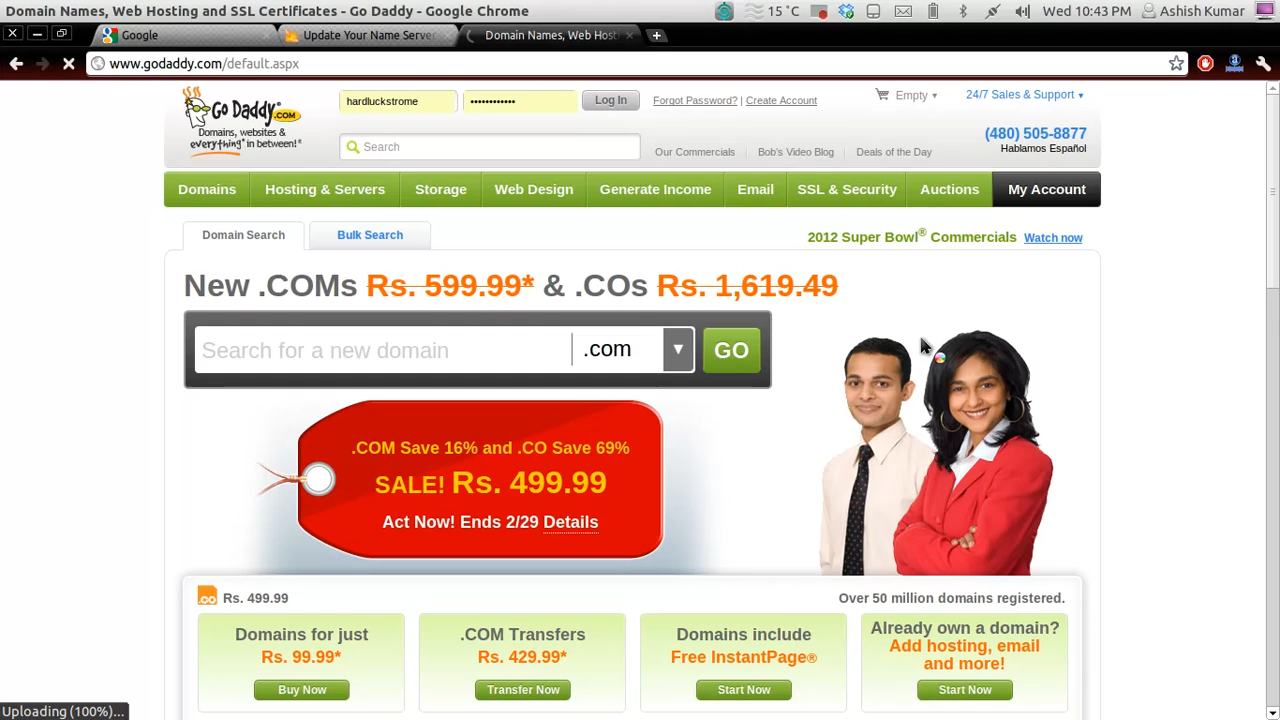 Domain Names, Web Hosting and SSL Certificates - Go Daddy - Google Chrome
15 °C
Wed 10:43 PM
Ashish Kumar
Google
Update Your Name Server
Domain Names, Web Host
www.godaddy.com/default.aspx
Go Daddy.COM
Domains, websites &
everything* in between!®
hardluckstrome
••••••••••••
Log In
Forgot Password? | Create Account
Empty
24/7 Sales & Support
Search
(480) 505-8877
Hablamos Español
Our Commercials
Bob's Video Blog
Deals of the Day
Domains
Hosting & Servers
Storage
Web Design
Generate Income
Email
SSL & Security
Auctions
My Account
Domain Search
Bulk Search
2012 Super Bowl® Commercials Watch now
New .COMs Rs. 599.99* & .COs Rs. 1,619.49
Search for a new domain
.com
GO
.COM Save 16% and .CO Save 69%
SALE! Rs. 499.99
Act Now! Ends 2/29 Details
.co Rs. 499.99
Over 50 million domains registered.
Domains for just
Rs. 99.99*
Buy Now
.COM Transfers
Rs. 429.99*
Transfer Now
Domains include
Free InstantPage®
Start Now
Already own a domain?
Add hosting, email
and more!
Start Now
Uploading (100%)...